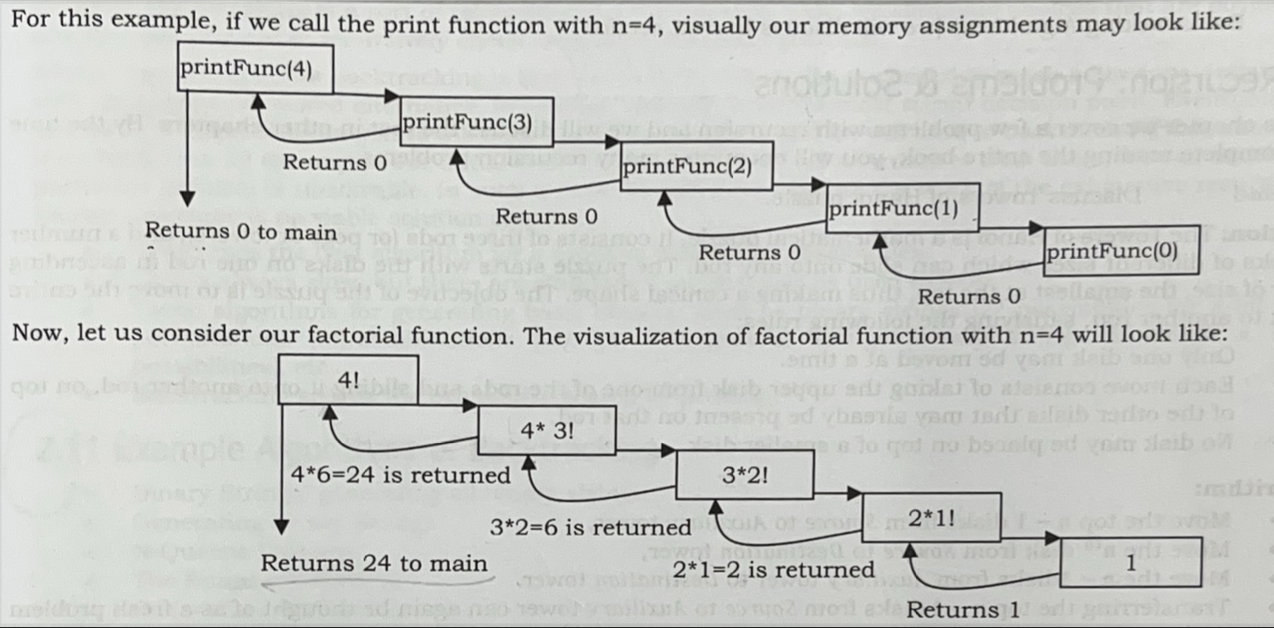 For this example, if we call the print function with n=4, visually our memory assignments may look like:
printFunc(4)
printFunc(3)
Returns 0
printFunc(2)
Returns 0
printFunc(1)
Returns 0 to main
Returns 0
printFunc(0)
Returns 0
Now, let us consider our factorial function. The visualization of factorial function with n=4 will look like:
4!
4* 3!
4*6=24 is returned
3*2!
3*2=6 is returned
2*1!
Returns 24 to main
2*1=2 is returned
1
Returns 1